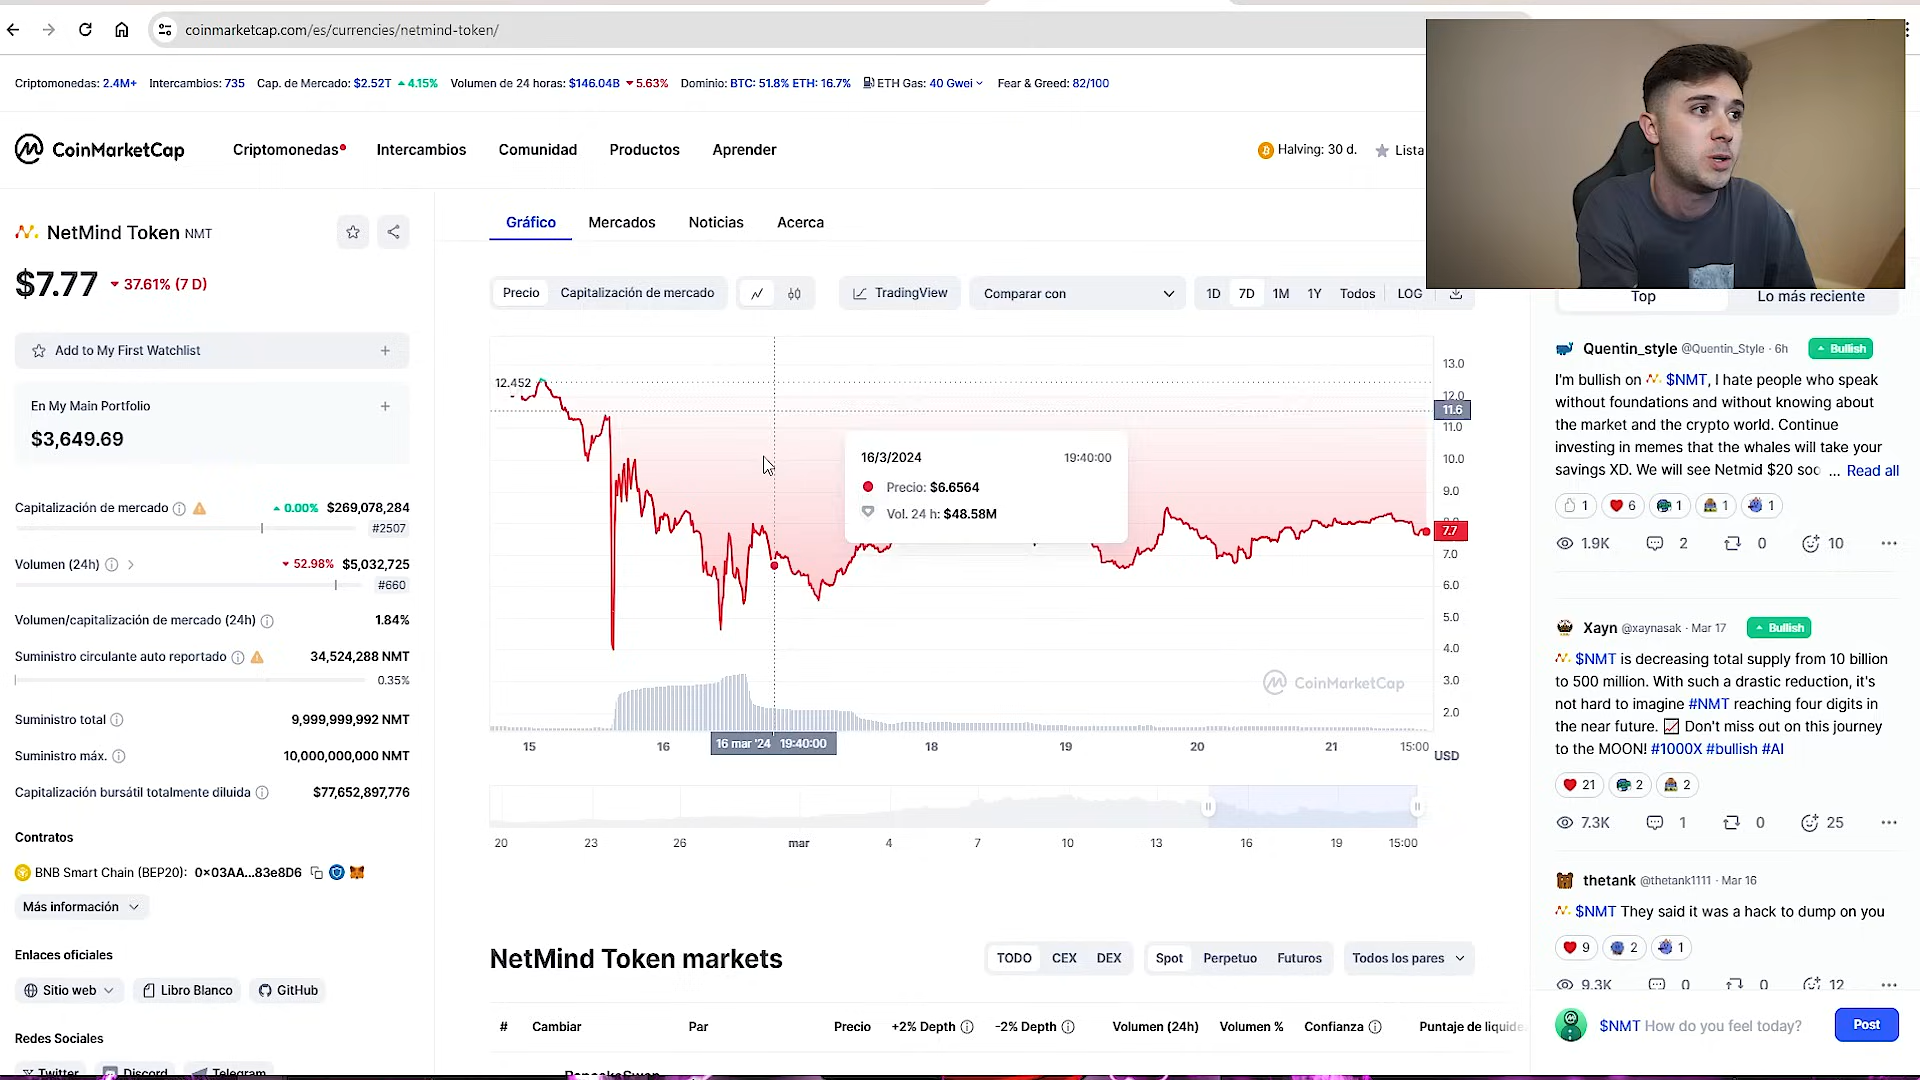 coinmarketcap.com/es/currencies/netmind-token/
Criptomonedas: 2.4M+ Intercambios: 735 Cap. de Mercado: $2.52T 4.15% Volumen de 24 horas: $146.04B 5.63% Dominio: BTC: 51.8% ETH: 16.7% ETH Gas: 40 Gwei Fear & Greed: 82/100
CoinMarketCap Criptomonedas Intercambios Comunidad Productos Aprender Halving: 30 d. Lista
NetMind Token NMT
$7.77 37.61% (7 D)
Add to My First Watchlist +
En My Main Portfolio +
$3,649.69
Capitalización de mercado 0.00% $269,078,284
#2507
Volumen (24h) 52.98% $5,032,725
#660
Volumen/capitalización de mercado (24h) 1.84%
Suministro circulante auto reportado 34,524,288 NMT
0.35%
Suministro total 9,999,999,992 NMT
Suministro máx. 10,000,000,000 NMT
Capitalización bursátil totalmente diluida $77,652,897,776
Contratos
BNB Smart Chain (BEP20): 0x03AA...83e8D6
Más información
Enlaces oficiales
Sitio web Libro Blanco GitHub
Redes Sociales
Twitter Discord Telegram
Gráfico Mercados Noticias Acerca
Precio Capitalización de mercado TradingView Comparar con 1D 7D 1M 1Y Todos LOG
12.452
16/3/2024 19:40:00
Precio: $6.6564
Vol. 24 h: $48.58M
13.0
12.0
11.6
11.0
10.0
9.0
7.7
7.0
6.0
5.0
4.0
3.0
2.0
CoinMarketCap
15 16 16 mar '24 19:40:00 18 19 20 21 15:00 USD
20 23 26 mar 4 7 10 13 16 19 15:00
NetMind Token markets TODO CEX DEX Spot Perpetuo Futuros Todos los pares
# Cambiar Par Precio +2% Depth -2% Depth Volumen (24h) Volumen % Confianza Puntaje de liquide
PancakeSwap
Top Lo más reciente
Quentin_style @Quentin_Style · 6h Bullish
I'm bullish on $NMT, I hate people who speak
without foundations and without knowing about
the market and the crypto world. Continue
investing in memes that the whales will take your
savings XD. We will see Netmid $20 soc ... Read all
1 6 1 1 1
1.9K 2 0 10
Xayn @xaynasak · Mar 17 Bullish
$NMT is decreasing total supply from 10 billion
to 500 million. With such a drastic reduction, it's
not hard to imagine #NMT reaching four digits in
the near future. Don't miss out on this journey
to the MOON! #1000X #bullish #AI
21 2 2
7.3K 1 0 25
thetank @thetank1111 · Mar 16
$NMT They said it was a hack to dump on you
9 2 1
9.3K 0 0 12
$NMT How do you feel today? Post